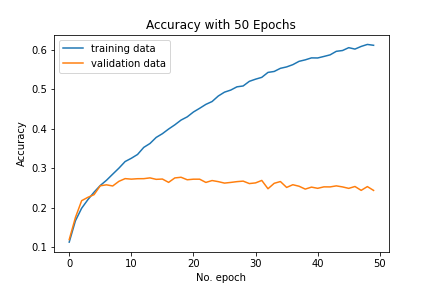 Accuracy with 50 Epochs
training data
validation data
Accuracy
0.6
0.5
0.4
0.3
0.2
0.1
0
10
20
30
40
50
No. epoch